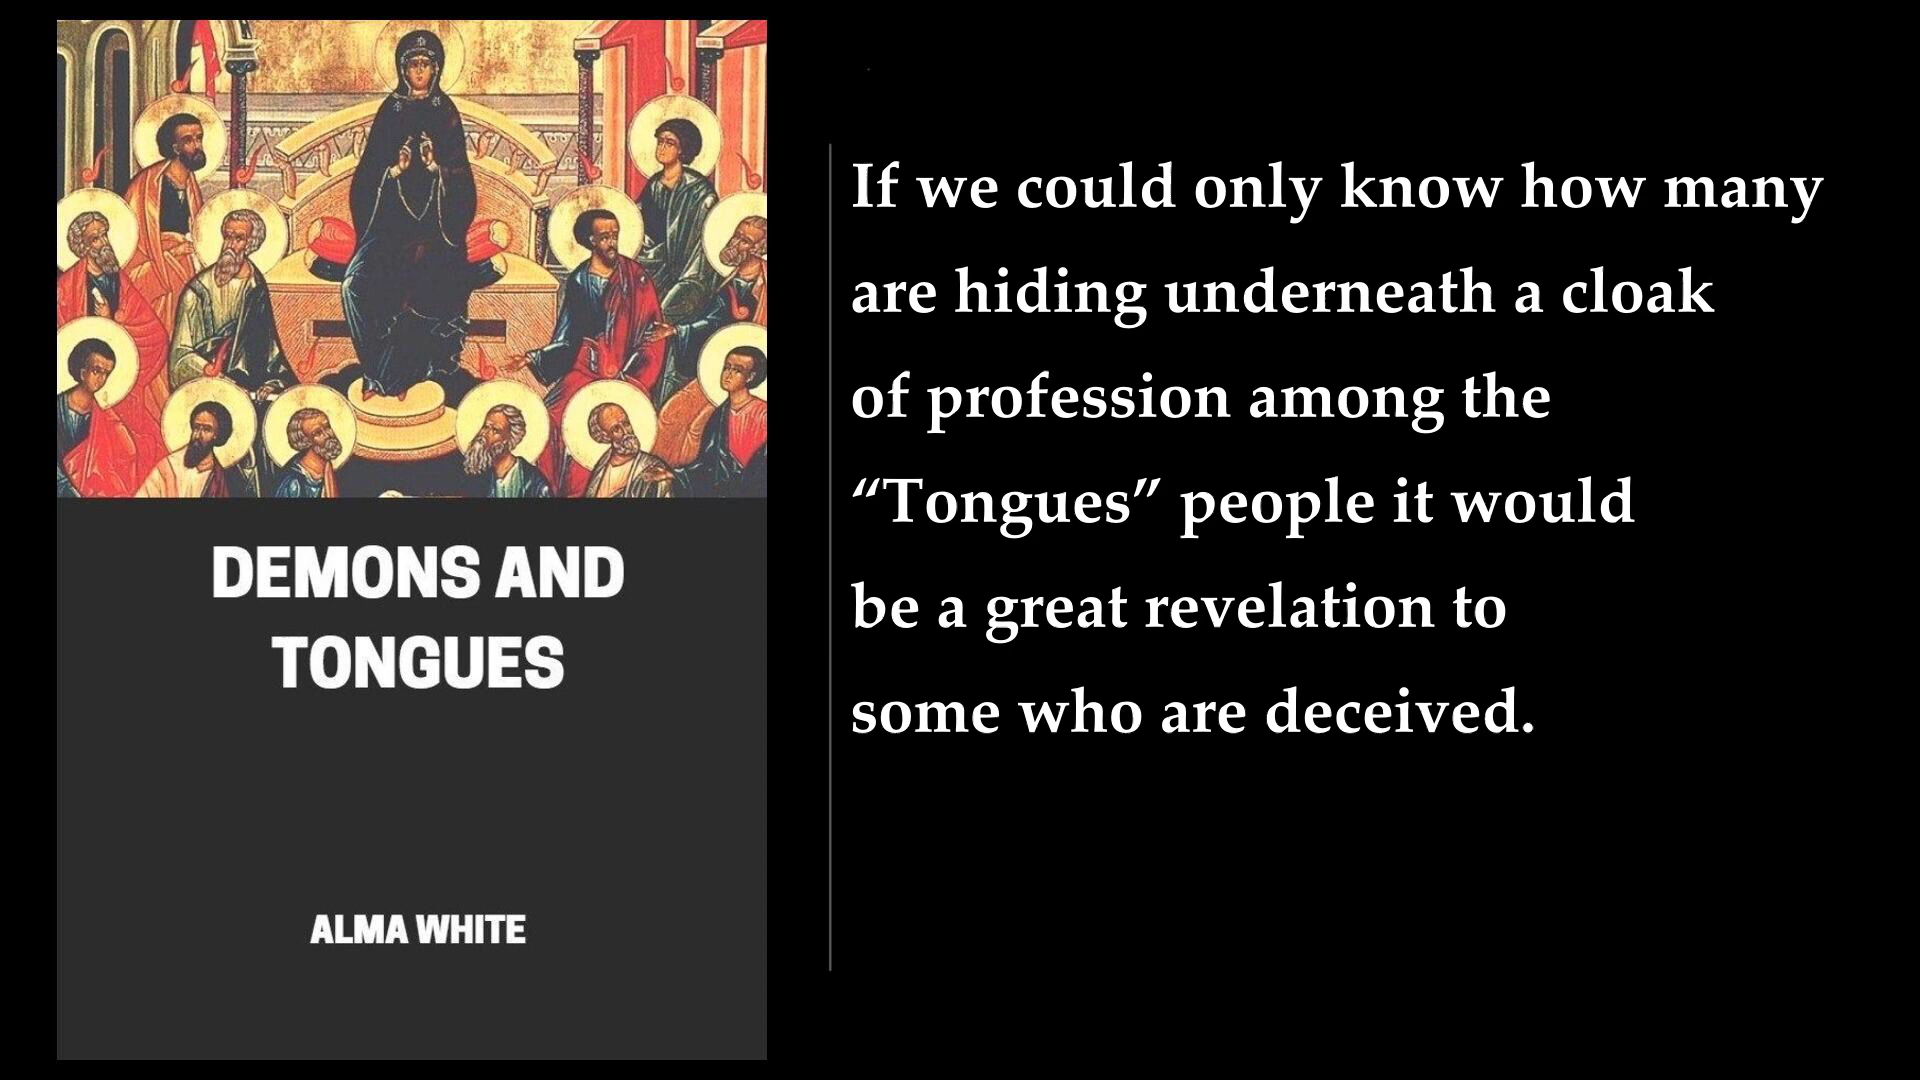 DEMONS AND
TONGUES
ALMA WHITE
If we could only know how many
are hiding underneath a cloak
of profession among the
“Tongues” people it would
be a great revelation to
some who are deceived.